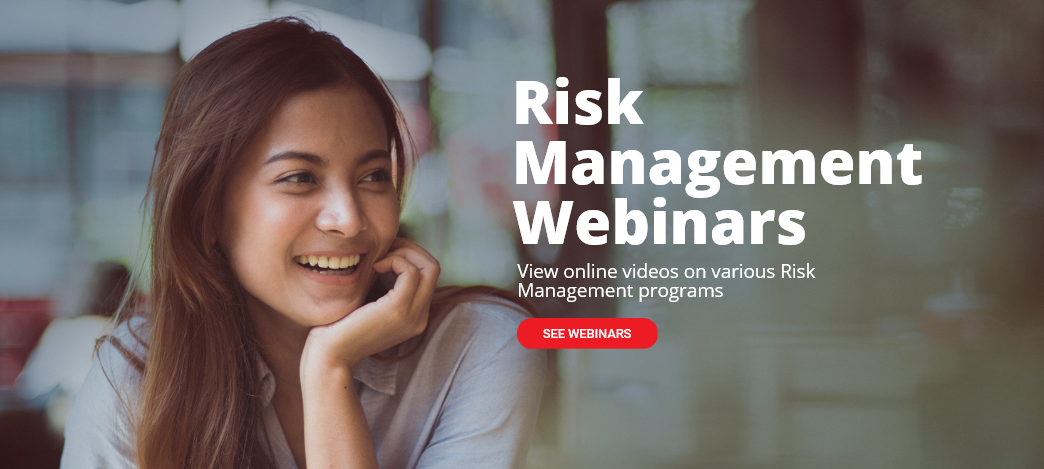 Risk
Management
Webinars
View online videos on various Risk
Management programs
SEE WEBINARS